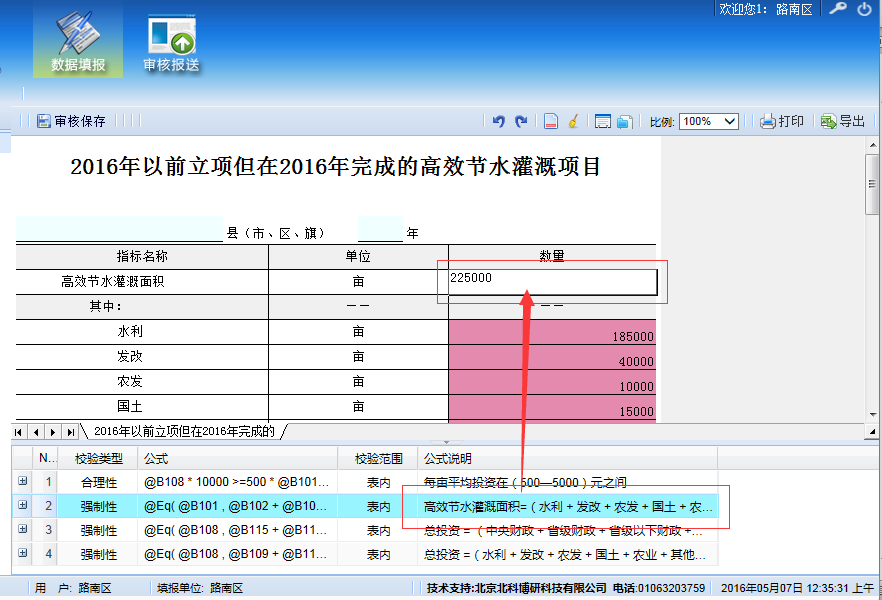 欢迎您1: 路南区
数据填报 审核报送
审核保存 比例: 100% 打印 导出
2016年以前立项但在2016年完成的高效节水灌溉项目
县（市、区、旗） 年
指标名称 单位 数量
高效节水灌溉面积 亩 225000
其中: —— ——
水利 亩 185000
发改 亩 40000
农发 亩 10000
国土 亩 15000
2016年以前立项但在2016年完成的
N... 校验类型 公式 校验范围 公式说明
1 合理性 @B108 * 10000 >=500 * @B101... 表内 每亩平均投资在（500—5000）元之间
2 强制性 @Eq( @B101 , @B102 + @B10... 表内 高效节水灌溉面积=（水利 + 发改 + 农发 + 国土 + 农...
3 强制性 @Eq( @B108 , @B115 + @B11... 表内 总投资 = （中央财政 + 省级财政 + 省级以下财政 +...
4 强制性 @Eq( @B108 , @B109 + @B11... 表内 总投资 =（水利 + 发改 + 农发 + 国土 + 农业 + 其他...
用 户: 路南区 填报单位: 路南区 技术支持:北京北科博研科技有限公司 电话:01063203759 2016年05月07日 12:35:31 上午